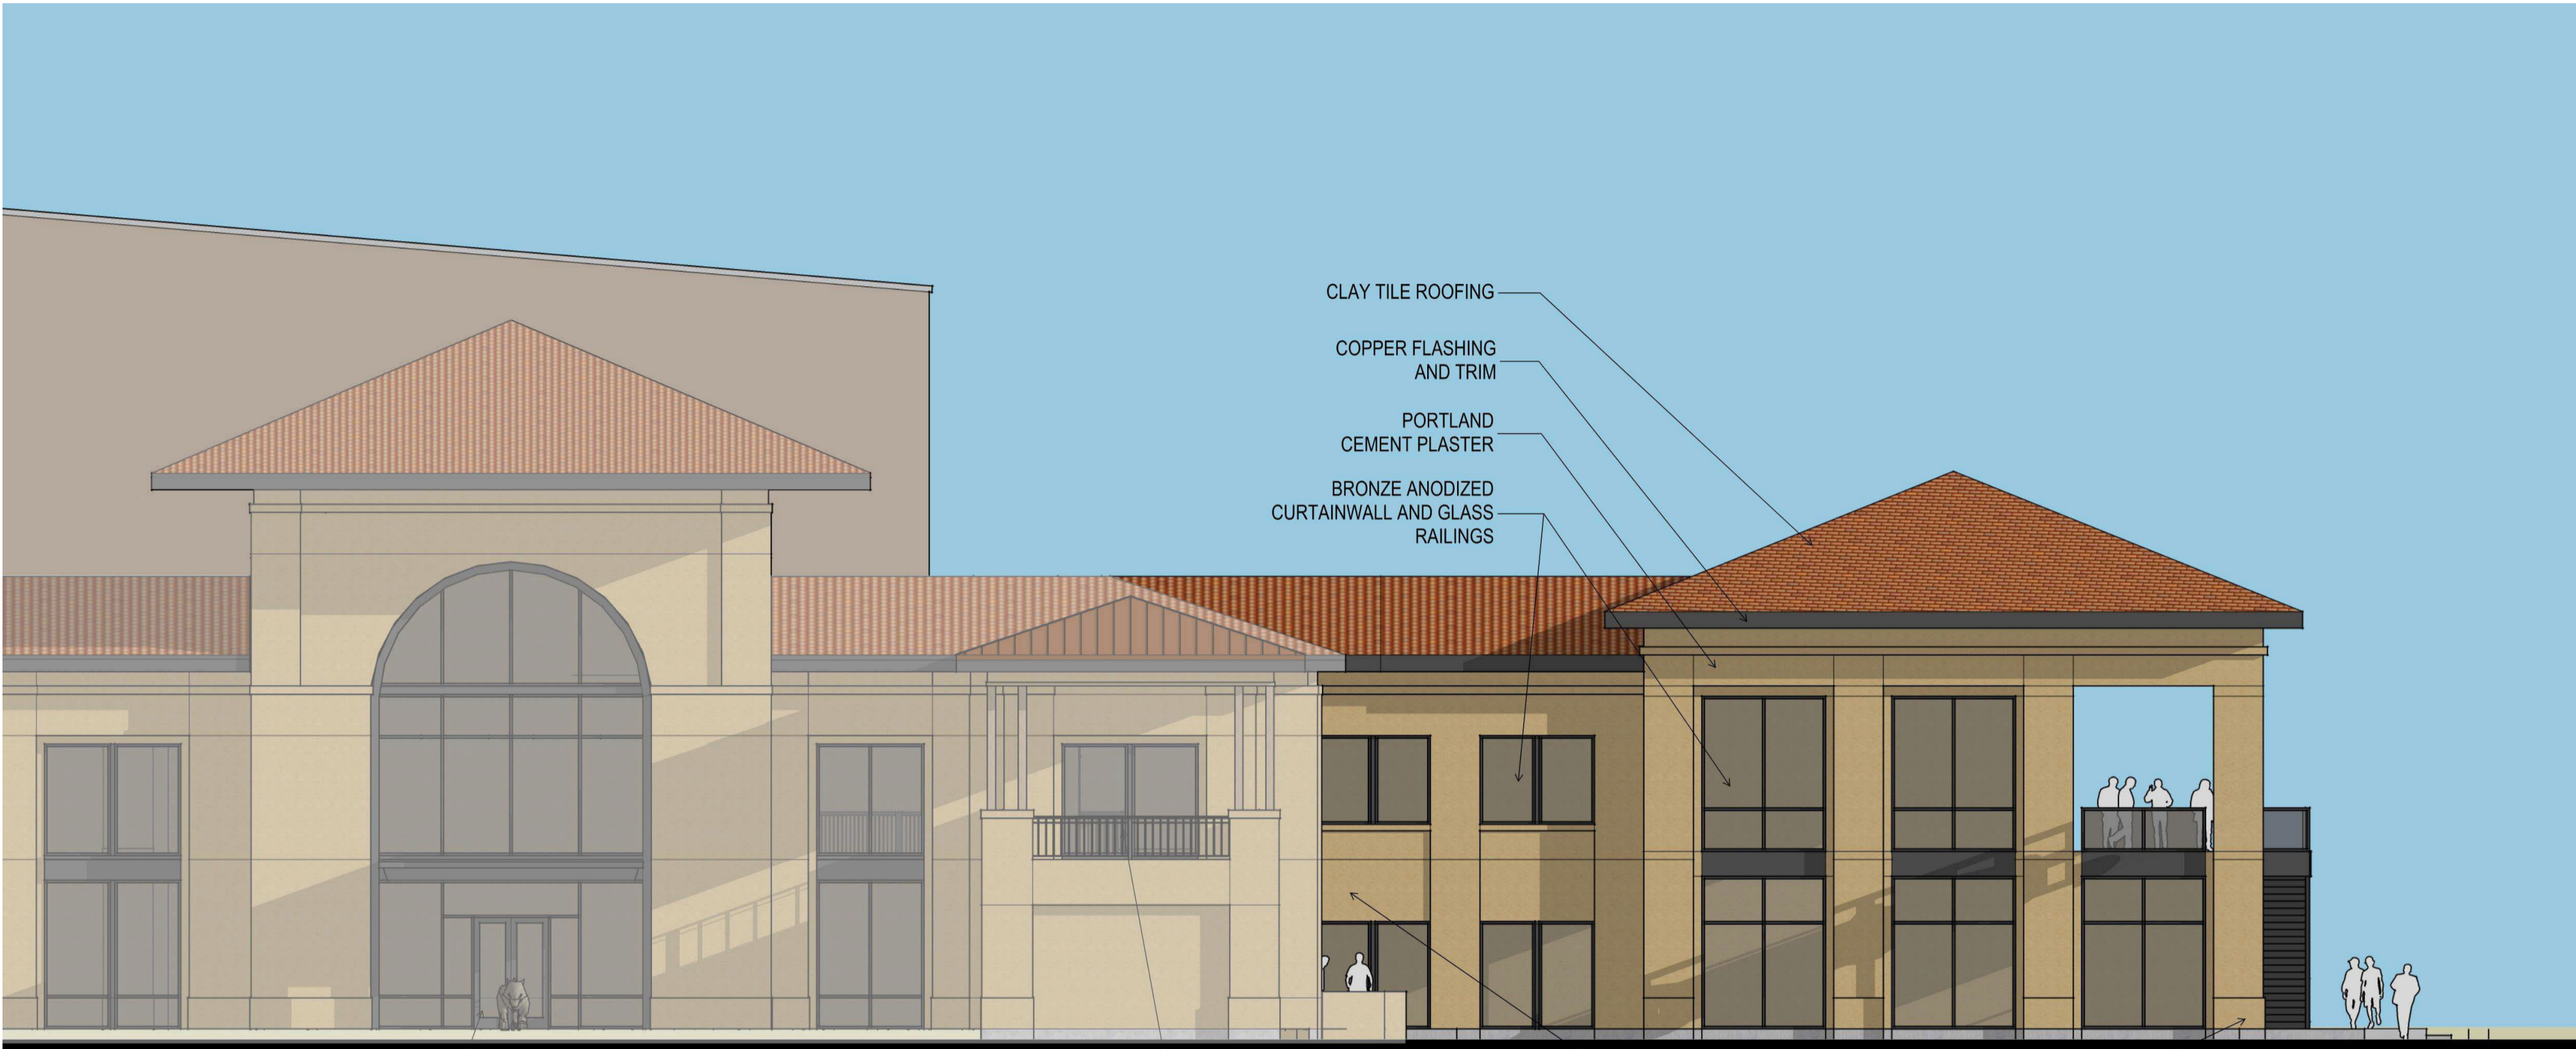 CLAY TILE ROOFING
COPPER FLASHING
AND TRIM
PORTLAND
CEMENT PLASTER
BRONZE ANODIZED
CURTAINWALL AND GLASS
RAILINGS